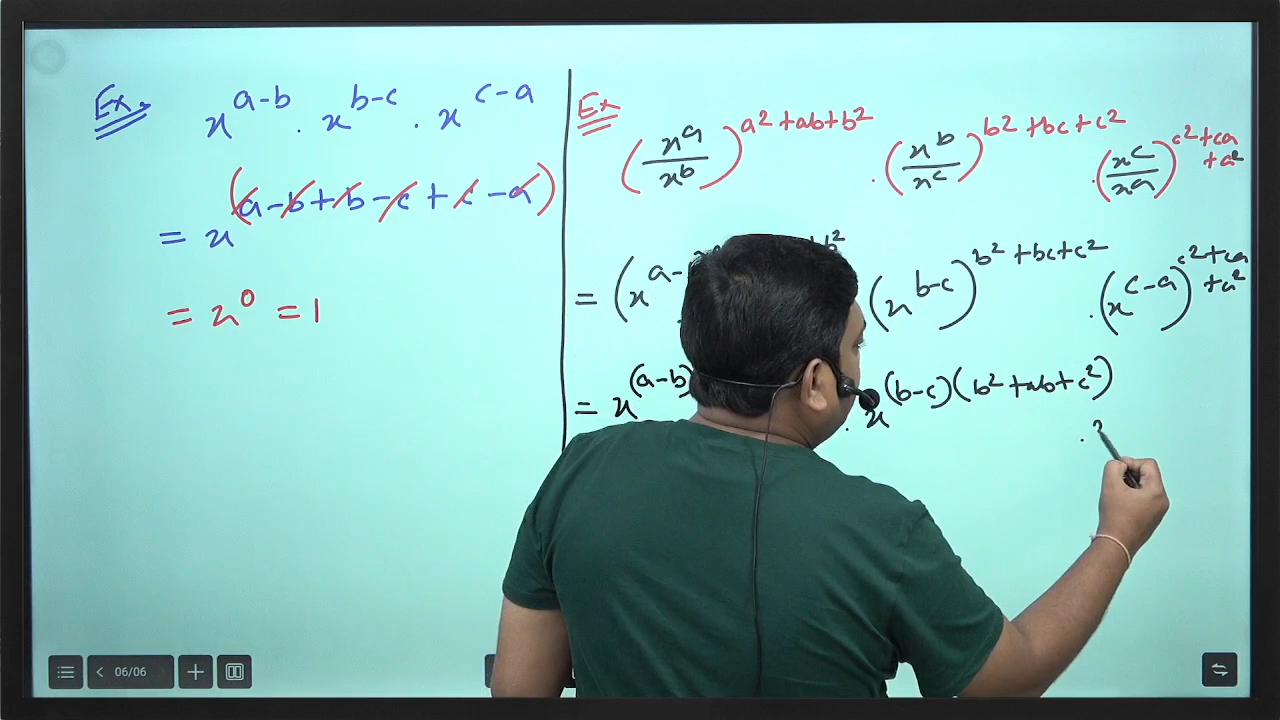 Ex. x^{a-b} . x^{b-c} . x^{c-a}
= x^{(a-b+b-c+c-a)}
= x^0 = 1
Ex (x^a/x^b)^{a²+ab+b²} . (x^b/x^c)^{b²+bc+c²} . (x^c/x^a)^{c²+ca+a²}
= (x^{a- b²} (x^{b-c})^{b²+bc+c²} . (x^{c-a})^{c²+ca+a²}
= x^{(a-b)} . x^{(b-c)(b²+ab+c²)} .
06/06